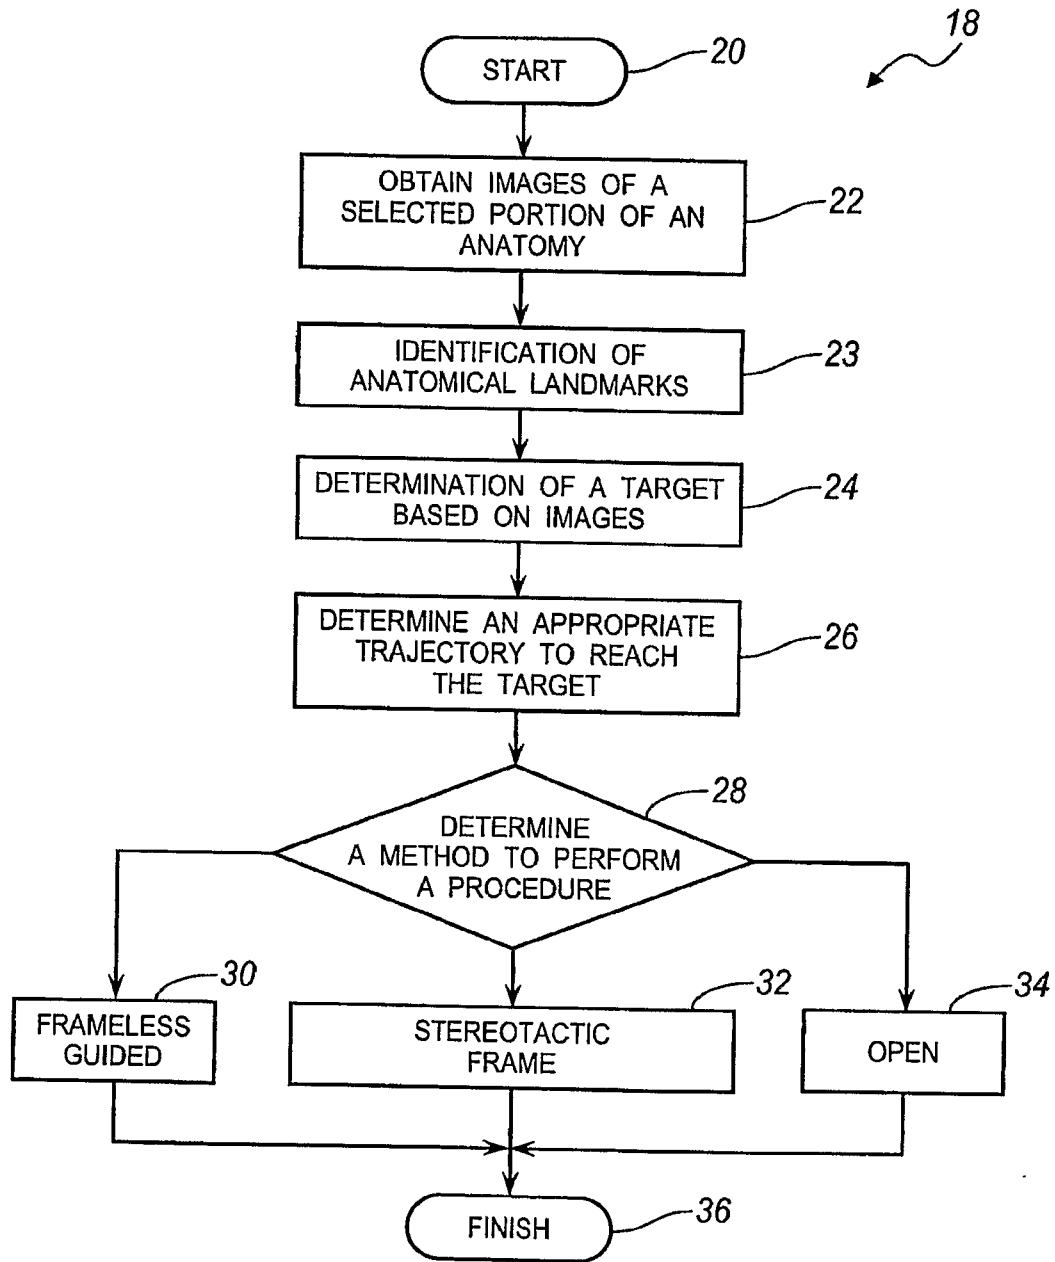 18
START
20
OBTAIN IMAGES OF A
SELECTED PORTION OF AN
ANATOMY
22
IDENTIFICATION OF
ANATOMICAL LANDMARKS
23
DETERMINATION OF A TARGET
BASED ON IMAGES
24
DETERMINE AN APPROPRIATE
TRAJECTORY TO REACH
THE TARGET
26
28
DETERMINE
A METHOD TO PERFORM
A PROCEDURE
30
FRAMELESS
GUIDED
32
STEREOTACTIC
FRAME
34
OPEN
FINISH
36